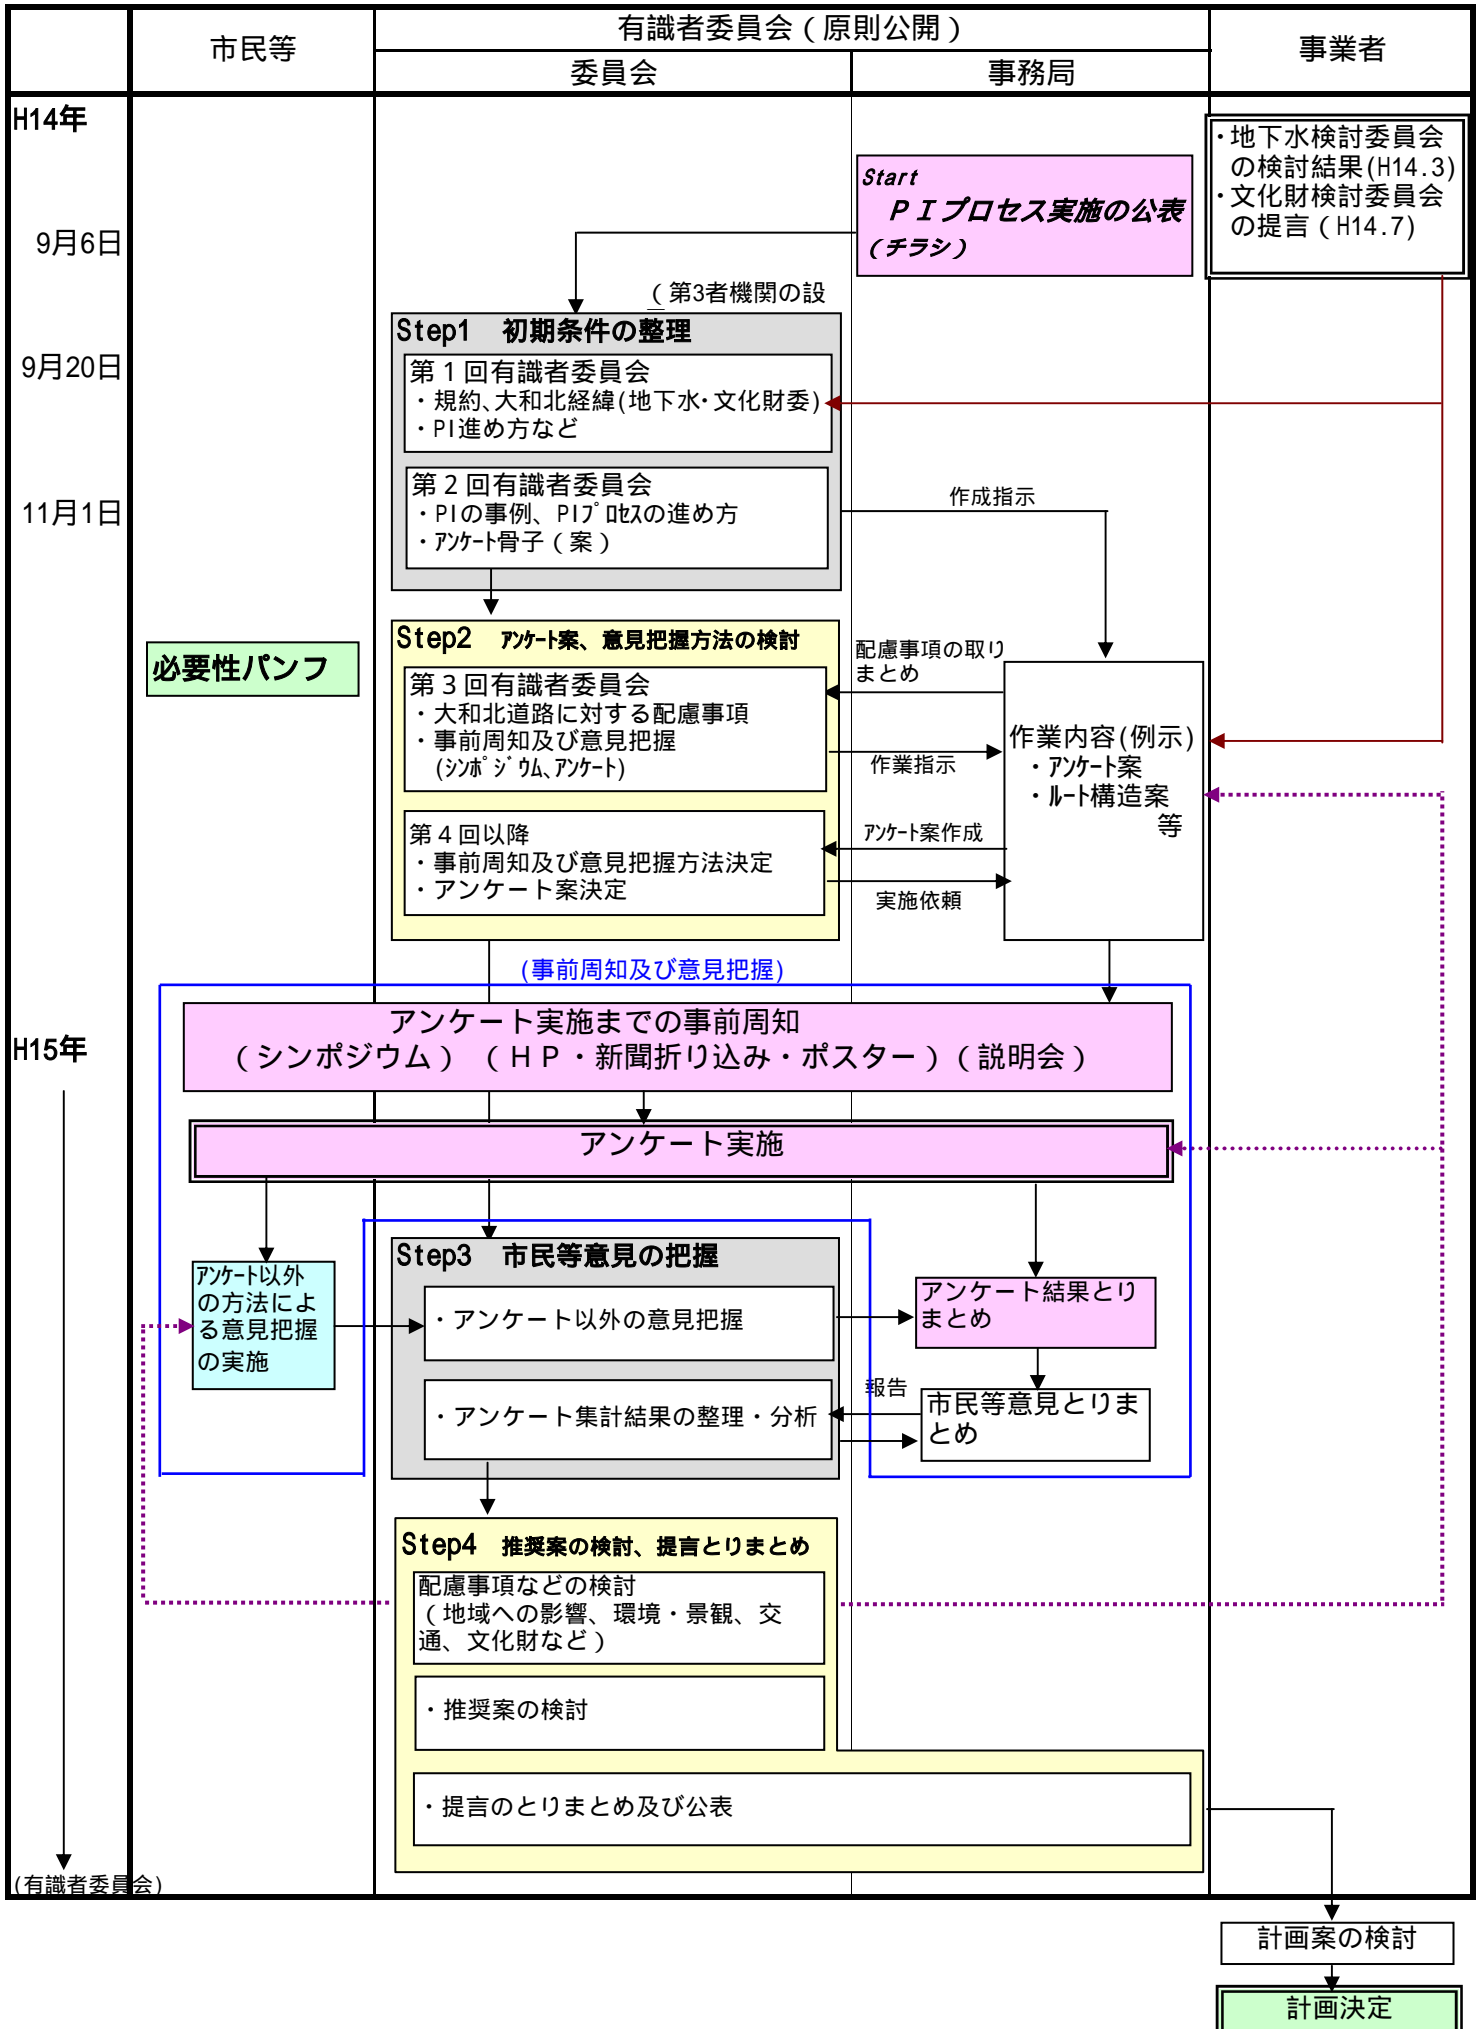 市民等
有識者委員会（原則公開）
委員会
事務局
事業者
H14年
9月6日
9月20日
11月1日
・地下水検討委員会
の検討結果(H14.3)
・文化財検討委員会
の提言（H14.7)
Start
ＰＩプロセス実施の公表
（チラシ）
（第3者機関の設
Step1　初期条件の整理
第１回有識者委員会
・規約、大和北経緯(地下水・文化財委)
・PI進め方など
第２回有識者委員会
・PIの事例、PIﾌﾟﾛｾｽの進め方
・ｱﾝｹｰﾄ骨子（案）
作成指示
必要性パンフ
Step2　ｱﾝｹｰﾄ案、意見把握方法の検討
第３回有識者委員会
・大和北道路に対する配慮事項
・事前周知及び意見把握
(ｼﾝﾎﾟｼﾞｳﾑ、ｱﾝｹｰﾄ)
第４回以降
・事前周知及び意見把握方法決定
・アンケート案決定
配慮事項の取り
まとめ
作業指示
ｱﾝｹｰﾄ案作成
実施依頼
作業内容(例示)
・ｱﾝｹｰﾄ案
・ﾙｰﾄ構造案
等
(事前周知及び意見把握)
H15年
アンケート実施までの事前周知
（シンポジウム）（ＨＰ・新聞折り込み・ポスター）（説明会）
アンケート実施
ｱﾝｹｰﾄ以外
の方法によ
る意見把握
の実施
Step3　市民等意見の把握
・アンケート以外の意見把握
・アンケート集計結果の整理・分析
アンケート結果とり
まとめ
報告
市民等意見とりま
とめ
Step4　推奨案の検討、提言とりまとめ
配慮事項などの検討
（地域への影響、環境・景観、交
通、文化財など）
・推奨案の検討
・提言のとりまとめ及び公表
(有識者委員会)
計画案の検討
計画決定